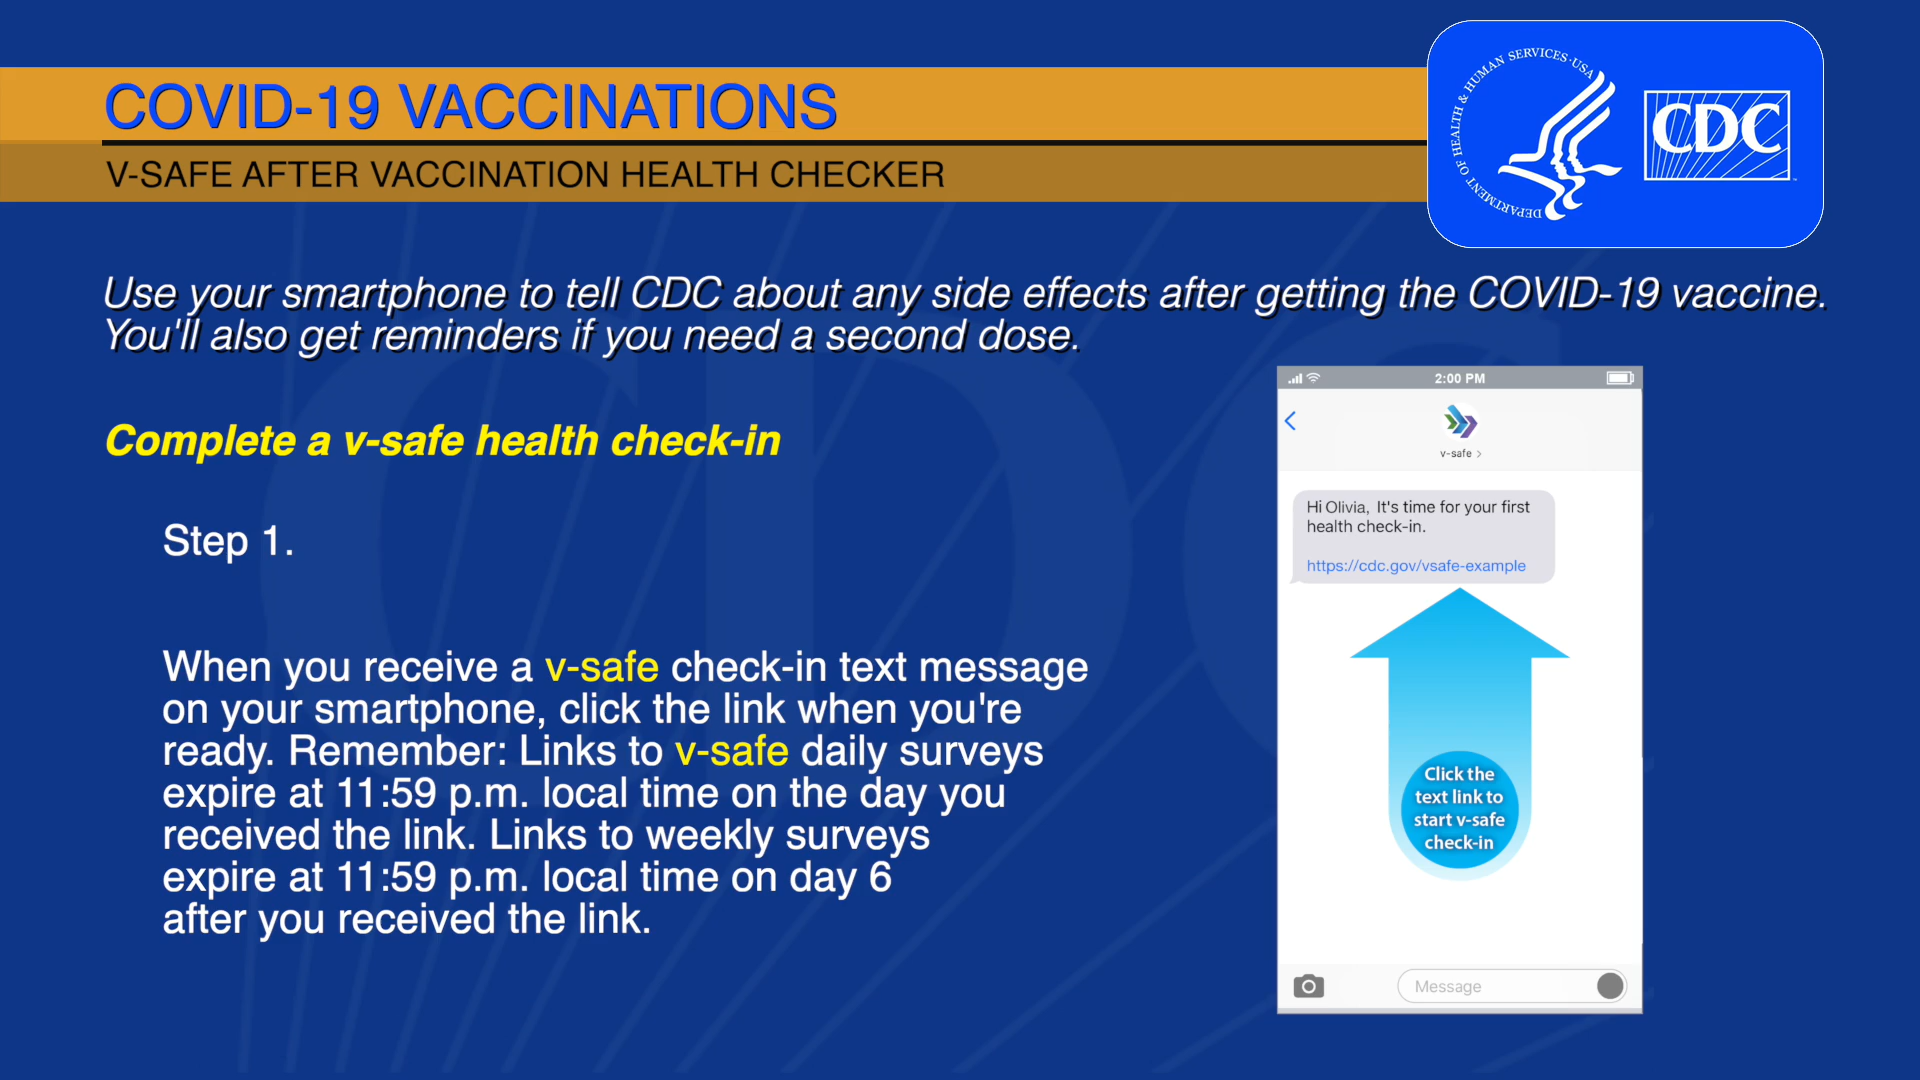 COVID-19 VACCINATIONS
V-SAFE AFTER VACCINATION HEALTH CHECKER
DEPARTMENT OF HEALTH & HUMAN SERVICES·USA
CDC
™
Use your smartphone to tell CDC about any side effects after getting the COVID-19 vaccine.
You'll also get reminders if you need a second dose.
Complete a v-safe health check-in
Step 1.
When you receive a v-safe check-in text message
on your smartphone, click the link when you're
ready. Remember: Links to v-safe daily surveys
expire at 11:59 p.m. local time on the day you
received the link. Links to weekly surveys
expire at 11:59 p.m. local time on day 6
after you received the link.
2:00 PM
v-safe >
Hi Olivia, It's time for your first
health check-in.
https://cdc.gov/vsafe-example
Click the
text link to
start v-safe
check-in
Message
CDC